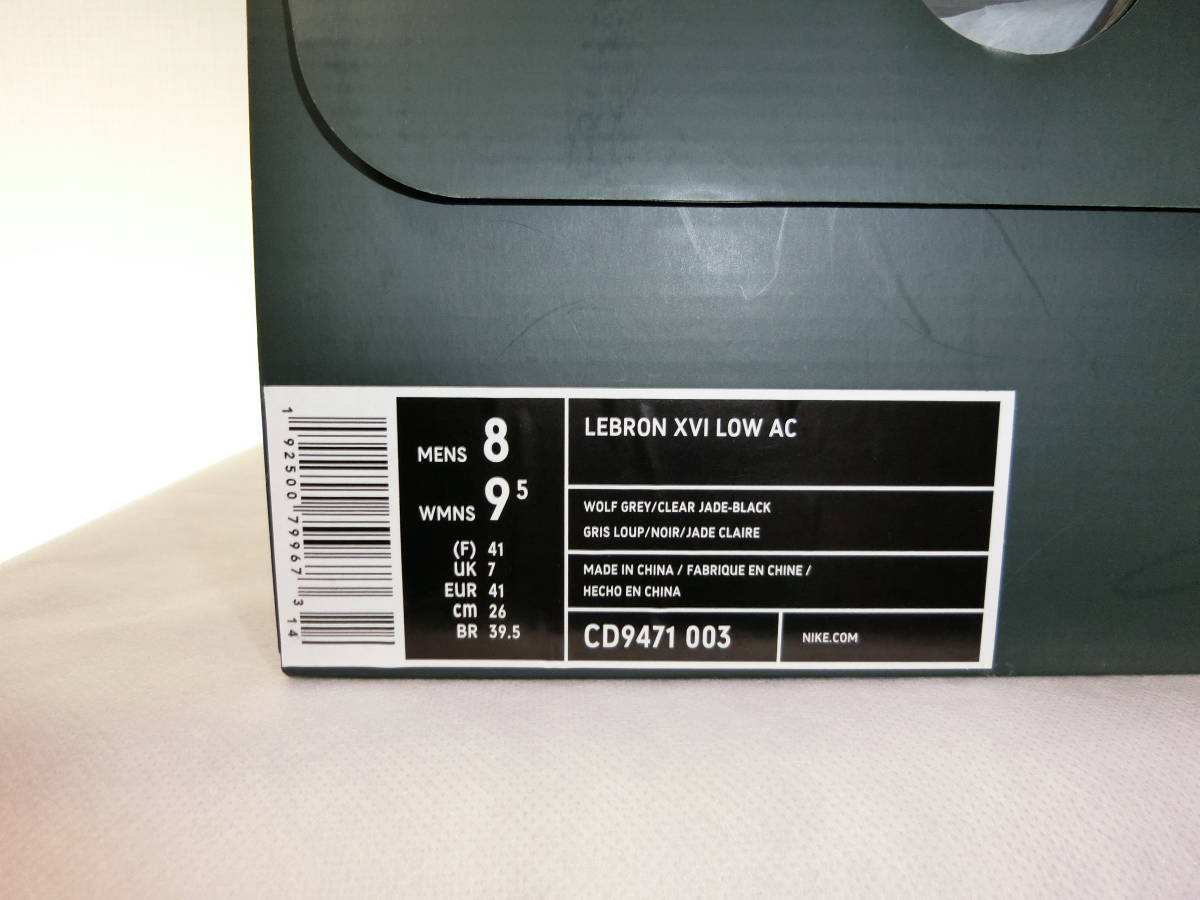 1 92500 79967 3 14
MENS 8
WMNS 9 5
(F) 41
UK 7
EUR 41
cm 26
BR 39.5
LEBRON XVI LOW AC
WOLF GREY/CLEAR JADE-BLACK
GRIS LOUP/NOIR/JADE CLAIRE
MADE IN CHINA / FABRIQUE EN CHINE /
HECHO EN CHINA
CD9471 003
NIKE.COM